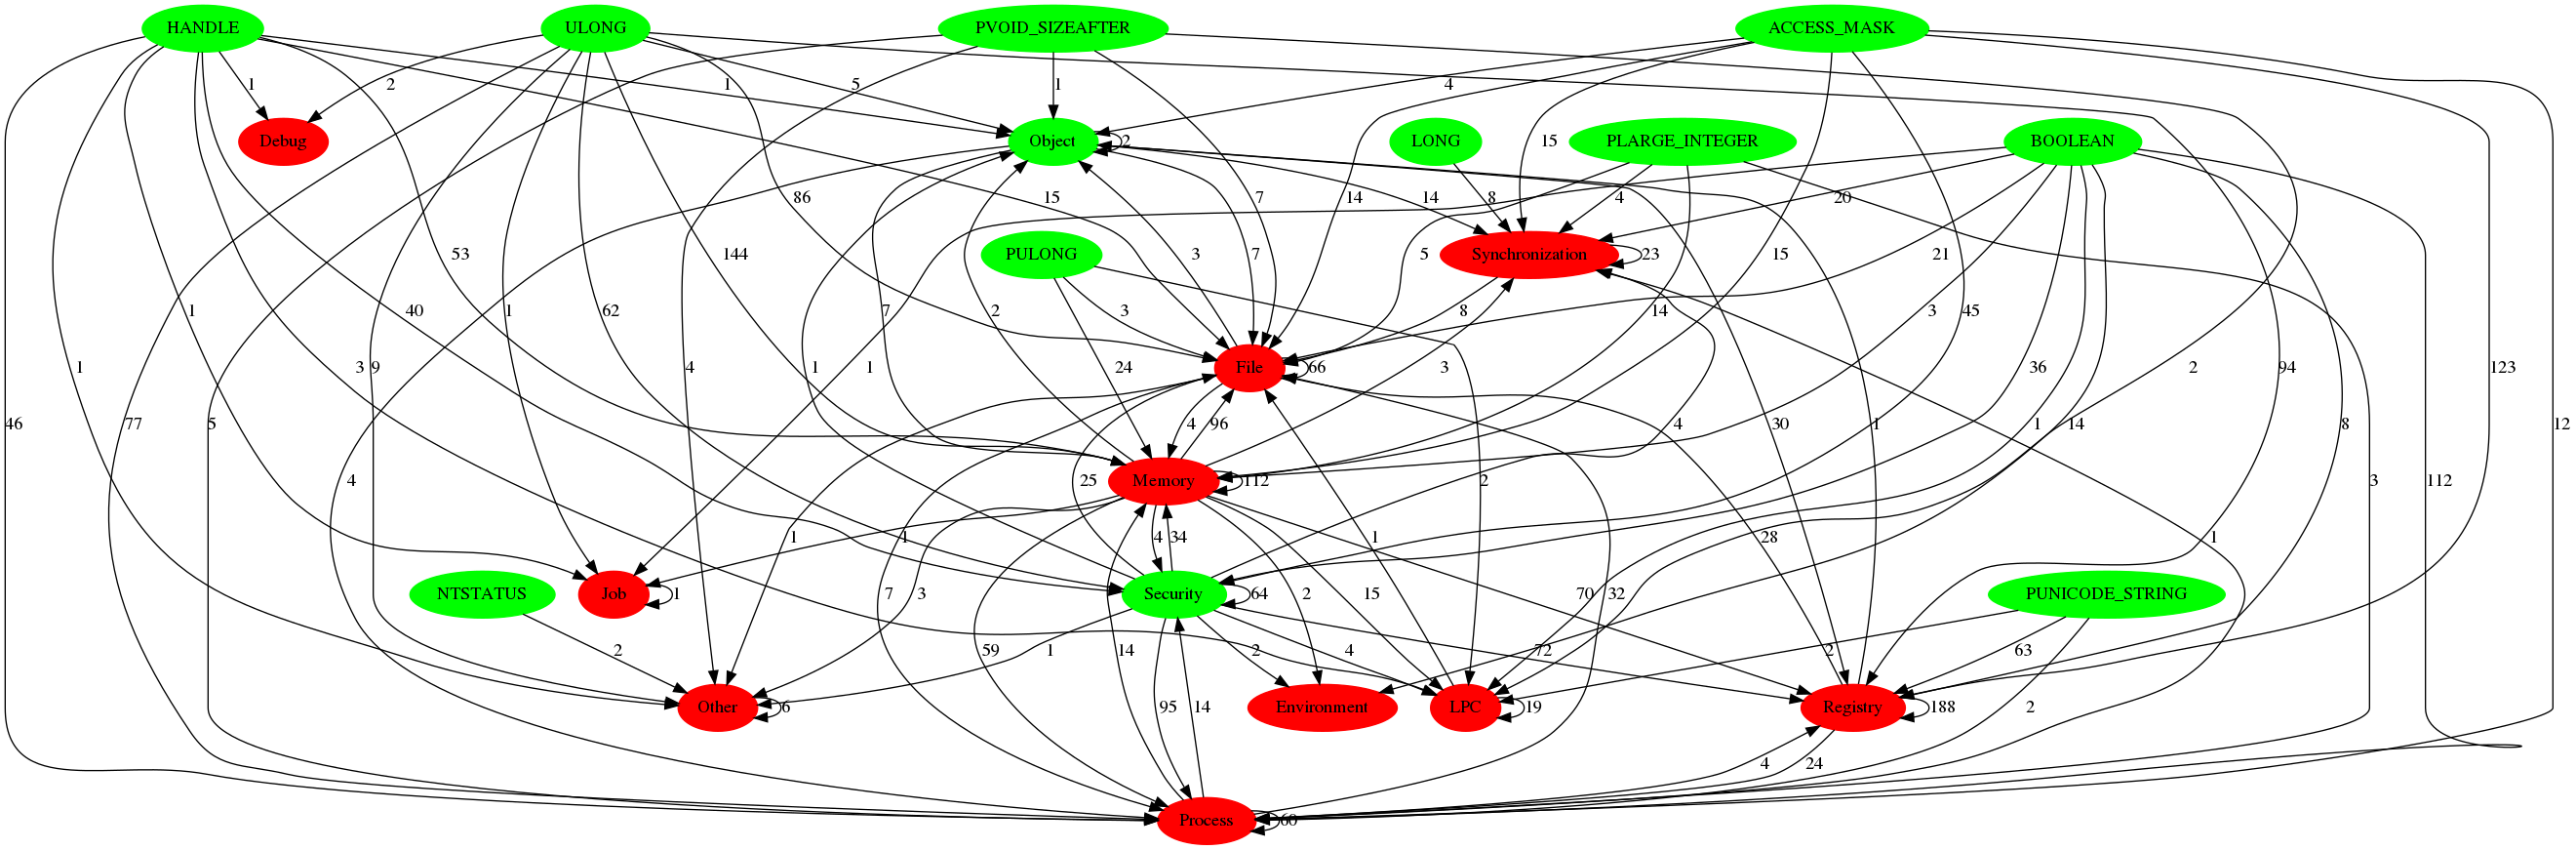 HANDLE ULONG PVOID_SIZEAFTER ACCESS_MASK
1 2 1 5 1 4
Debug Object 2 LONG PLARGE_INTEGER BOOLEAN 15
86 15 7 14 14 8 4 20
53 144 PULONG 3 7 5 8 Synchronization 23 15 21
1 3 40 62 7 2 3 14 3 45
1 3 9 4 1 1 24 File 66 36 2 94 123
46 77 5 4 25 4 96 3 4 30 1 1 14 8 12
Memory 112 2 3 112
1 7 1 4 34 2 1 28 1
NTSTATUS Job 1 Security 64 15 70 32 PUNICODE_STRING
2 3 59 14 1 2 4 72 2 63
Other 6 95 14 Environment LPC 19 Registry 188 2
4 24
Process 60